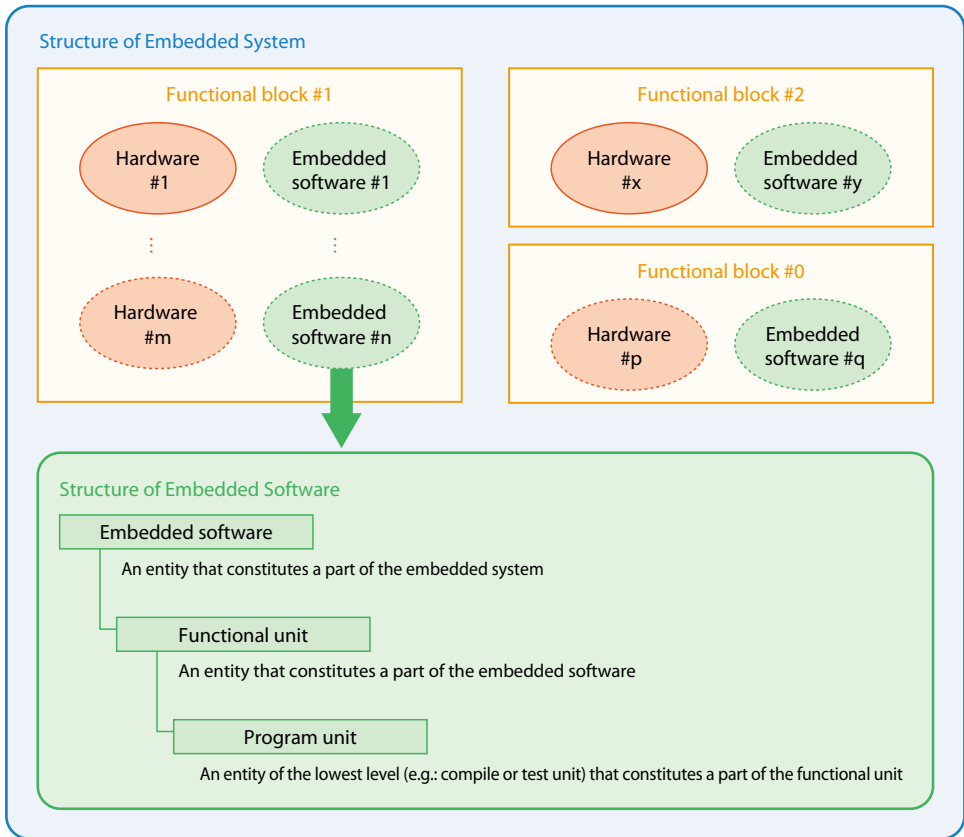 Structure of Embedded System
Functional block #1
Hardware
#1
Embedded
software #1
⋮
⋮
Hardware
#m
Embedded
software #n
Functional block #2
Hardware
#x
Embedded
software #y
Functional block #0
Hardware
#p
Embedded
software #q
Structure of Embedded Software
Embedded software
An entity that constitutes a part of the embedded system
Functional unit
An entity that constitutes a part of the embedded software
Program unit
An entity of the lowest level (e.g.: compile or test unit) that constitutes a part of the functional unit